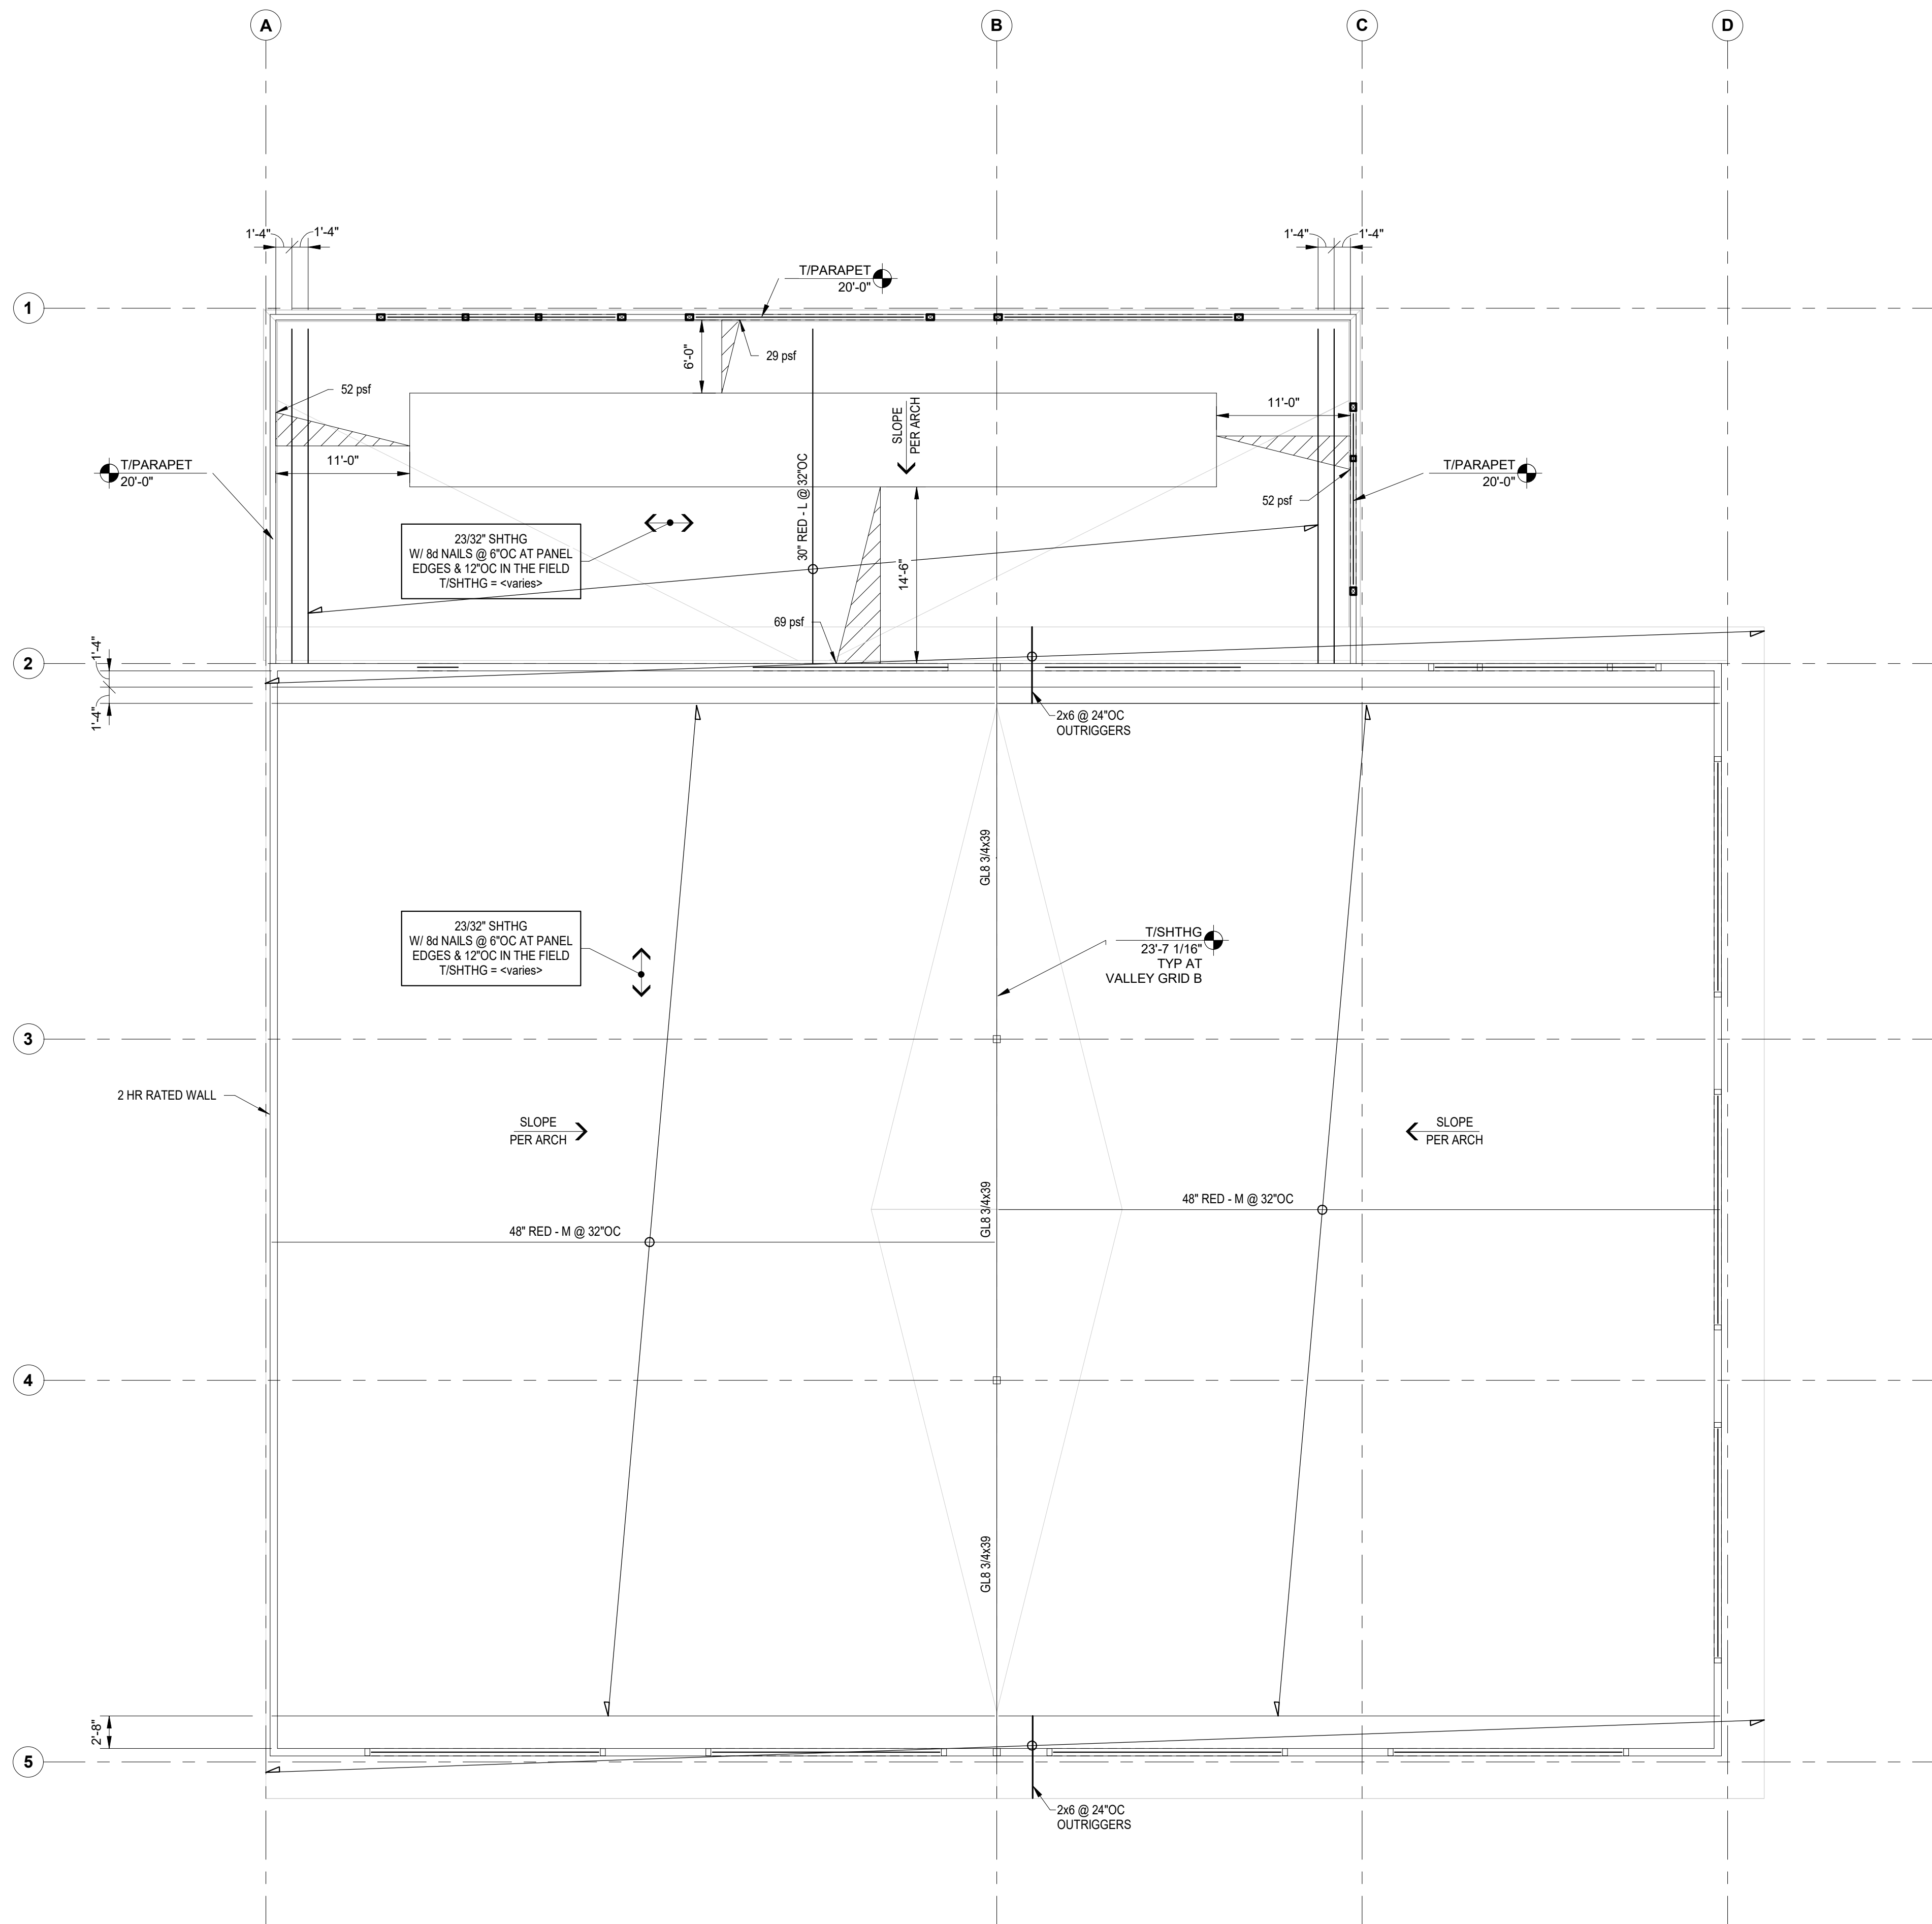 A
B
C
D
1'-4"
1'-4"
1'-4"
1'-4"
T/PARAPET
20'-0"
1
6'-0"
29 psf
52 psf
11'-0"
SLOPE
PER ARCH
11'-0"
T/PARAPET
20'-0"
30" RED - L @ 32"OC
T/PARAPET
20'-0"
52 psf
23/32" SHTHG
W/ 8d NAILS @ 6"OC AT PANEL
EDGES & 12"OC IN THE FIELD
T/SHTHG = <varies>
14'-6"
69 psf
1'-4"
2
1'-4"
2x6 @ 24"OC
OUTRIGGERS
GL8 3/4x39
23/32" SHTHG
W/ 8d NAILS @ 6"OC AT PANEL
EDGES & 12"OC IN THE FIELD
T/SHTHG = <varies>
T/SHTHG
23'-7 1/16"
TYP AT
VALLEY GRID B
3
2 HR RATED WALL
SLOPE
PER ARCH
SLOPE
PER ARCH
GL8 3/4x39
48" RED - M @ 32"OC
48" RED - M @ 32"OC
4
GL8 3/4x39
2'-8"
5
2x6 @ 24"OC
OUTRIGGERS